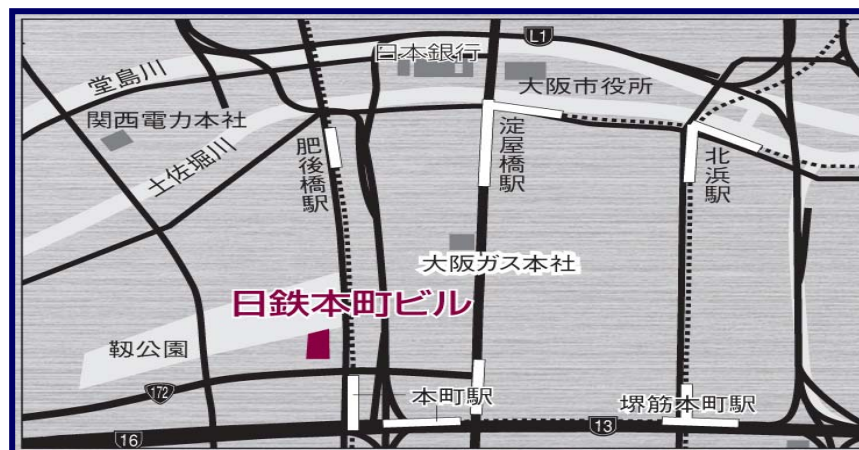 L1
日本銀行
堂島川
大阪市役所
関西電力本社
土佐堀川
肥後橋駅
淀屋橋駅
北浜駅
大阪ガス本社
日鉄本町ビル
靱公園
172
本町駅
堺筋本町駅
16
13